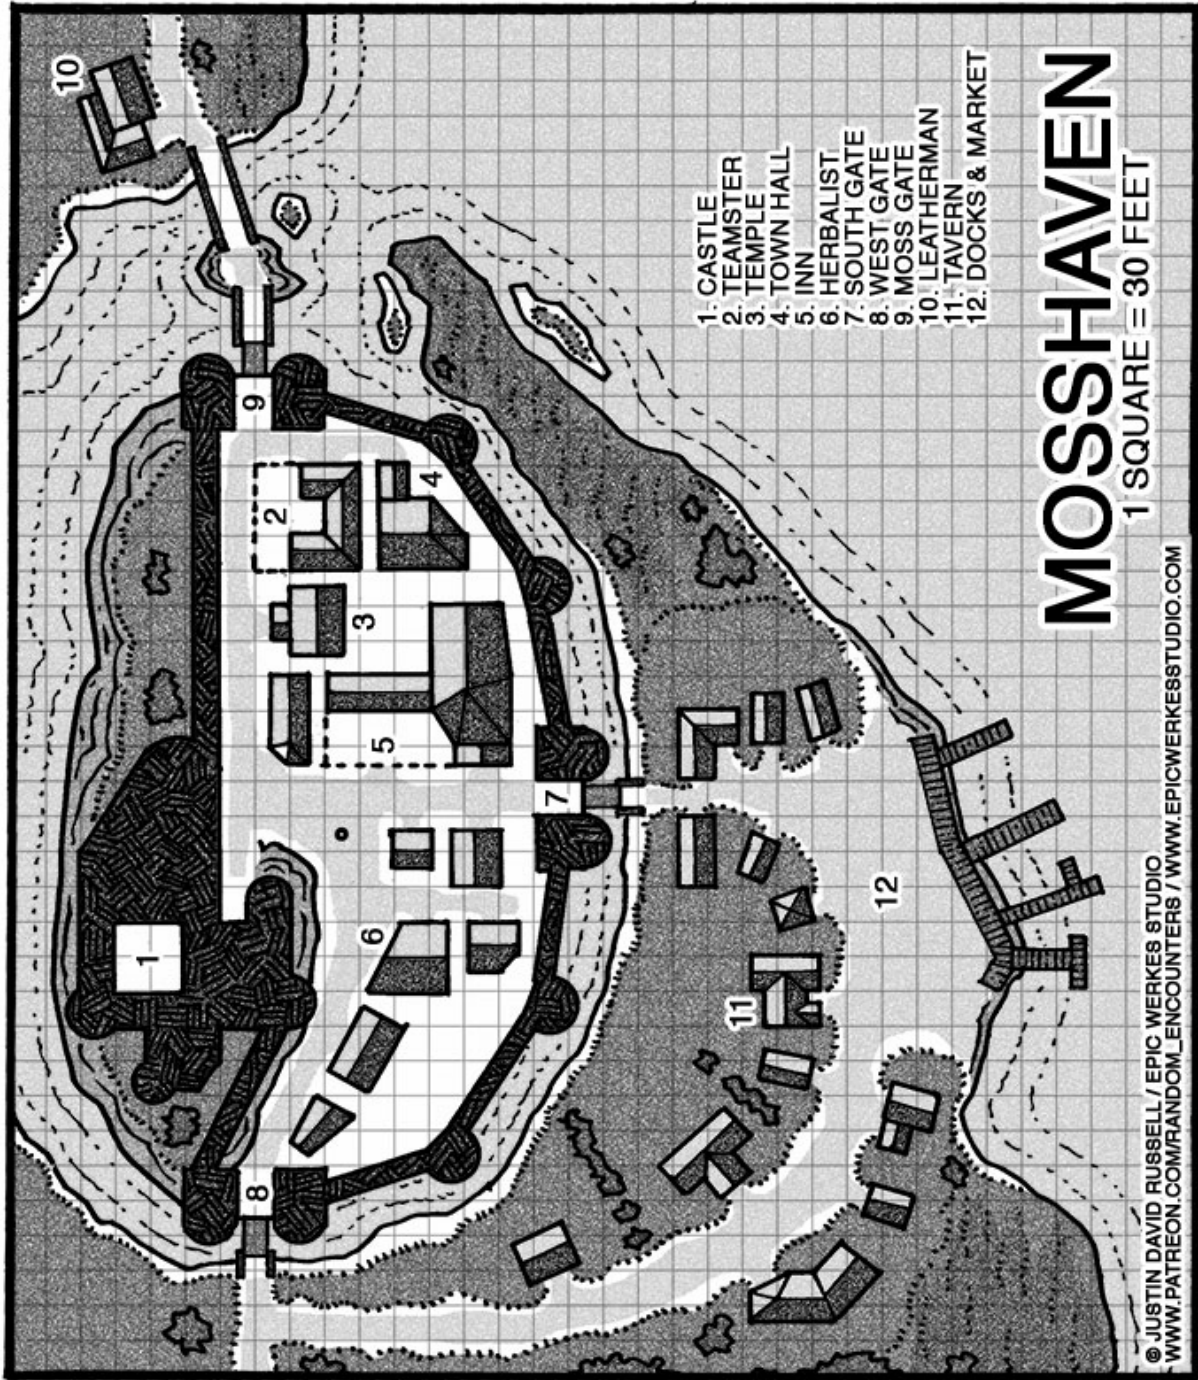 10
9
2
4
3
5
1
6
7
8
11
12
1. CASTLE
2. TEAMSTER
3. TEMPLE
4. TOWN HALL
5. INN
6. HERBALIST
7. SOUTH GATE
8. WEST GATE
9. MOSS GATE
10. LEATHERMAN
11. TAVERN
12. DOCKS & MARKET
MOSSHAVEN
1 SQUARE = 30 FEET
© JUSTIN DAVID RUSSELL / EPIC WERKES STUDIO
WWW.PATREON.COM/RANDOM_ENCOUNTERS / WWW.EPICWERKESSTUDIO.COM